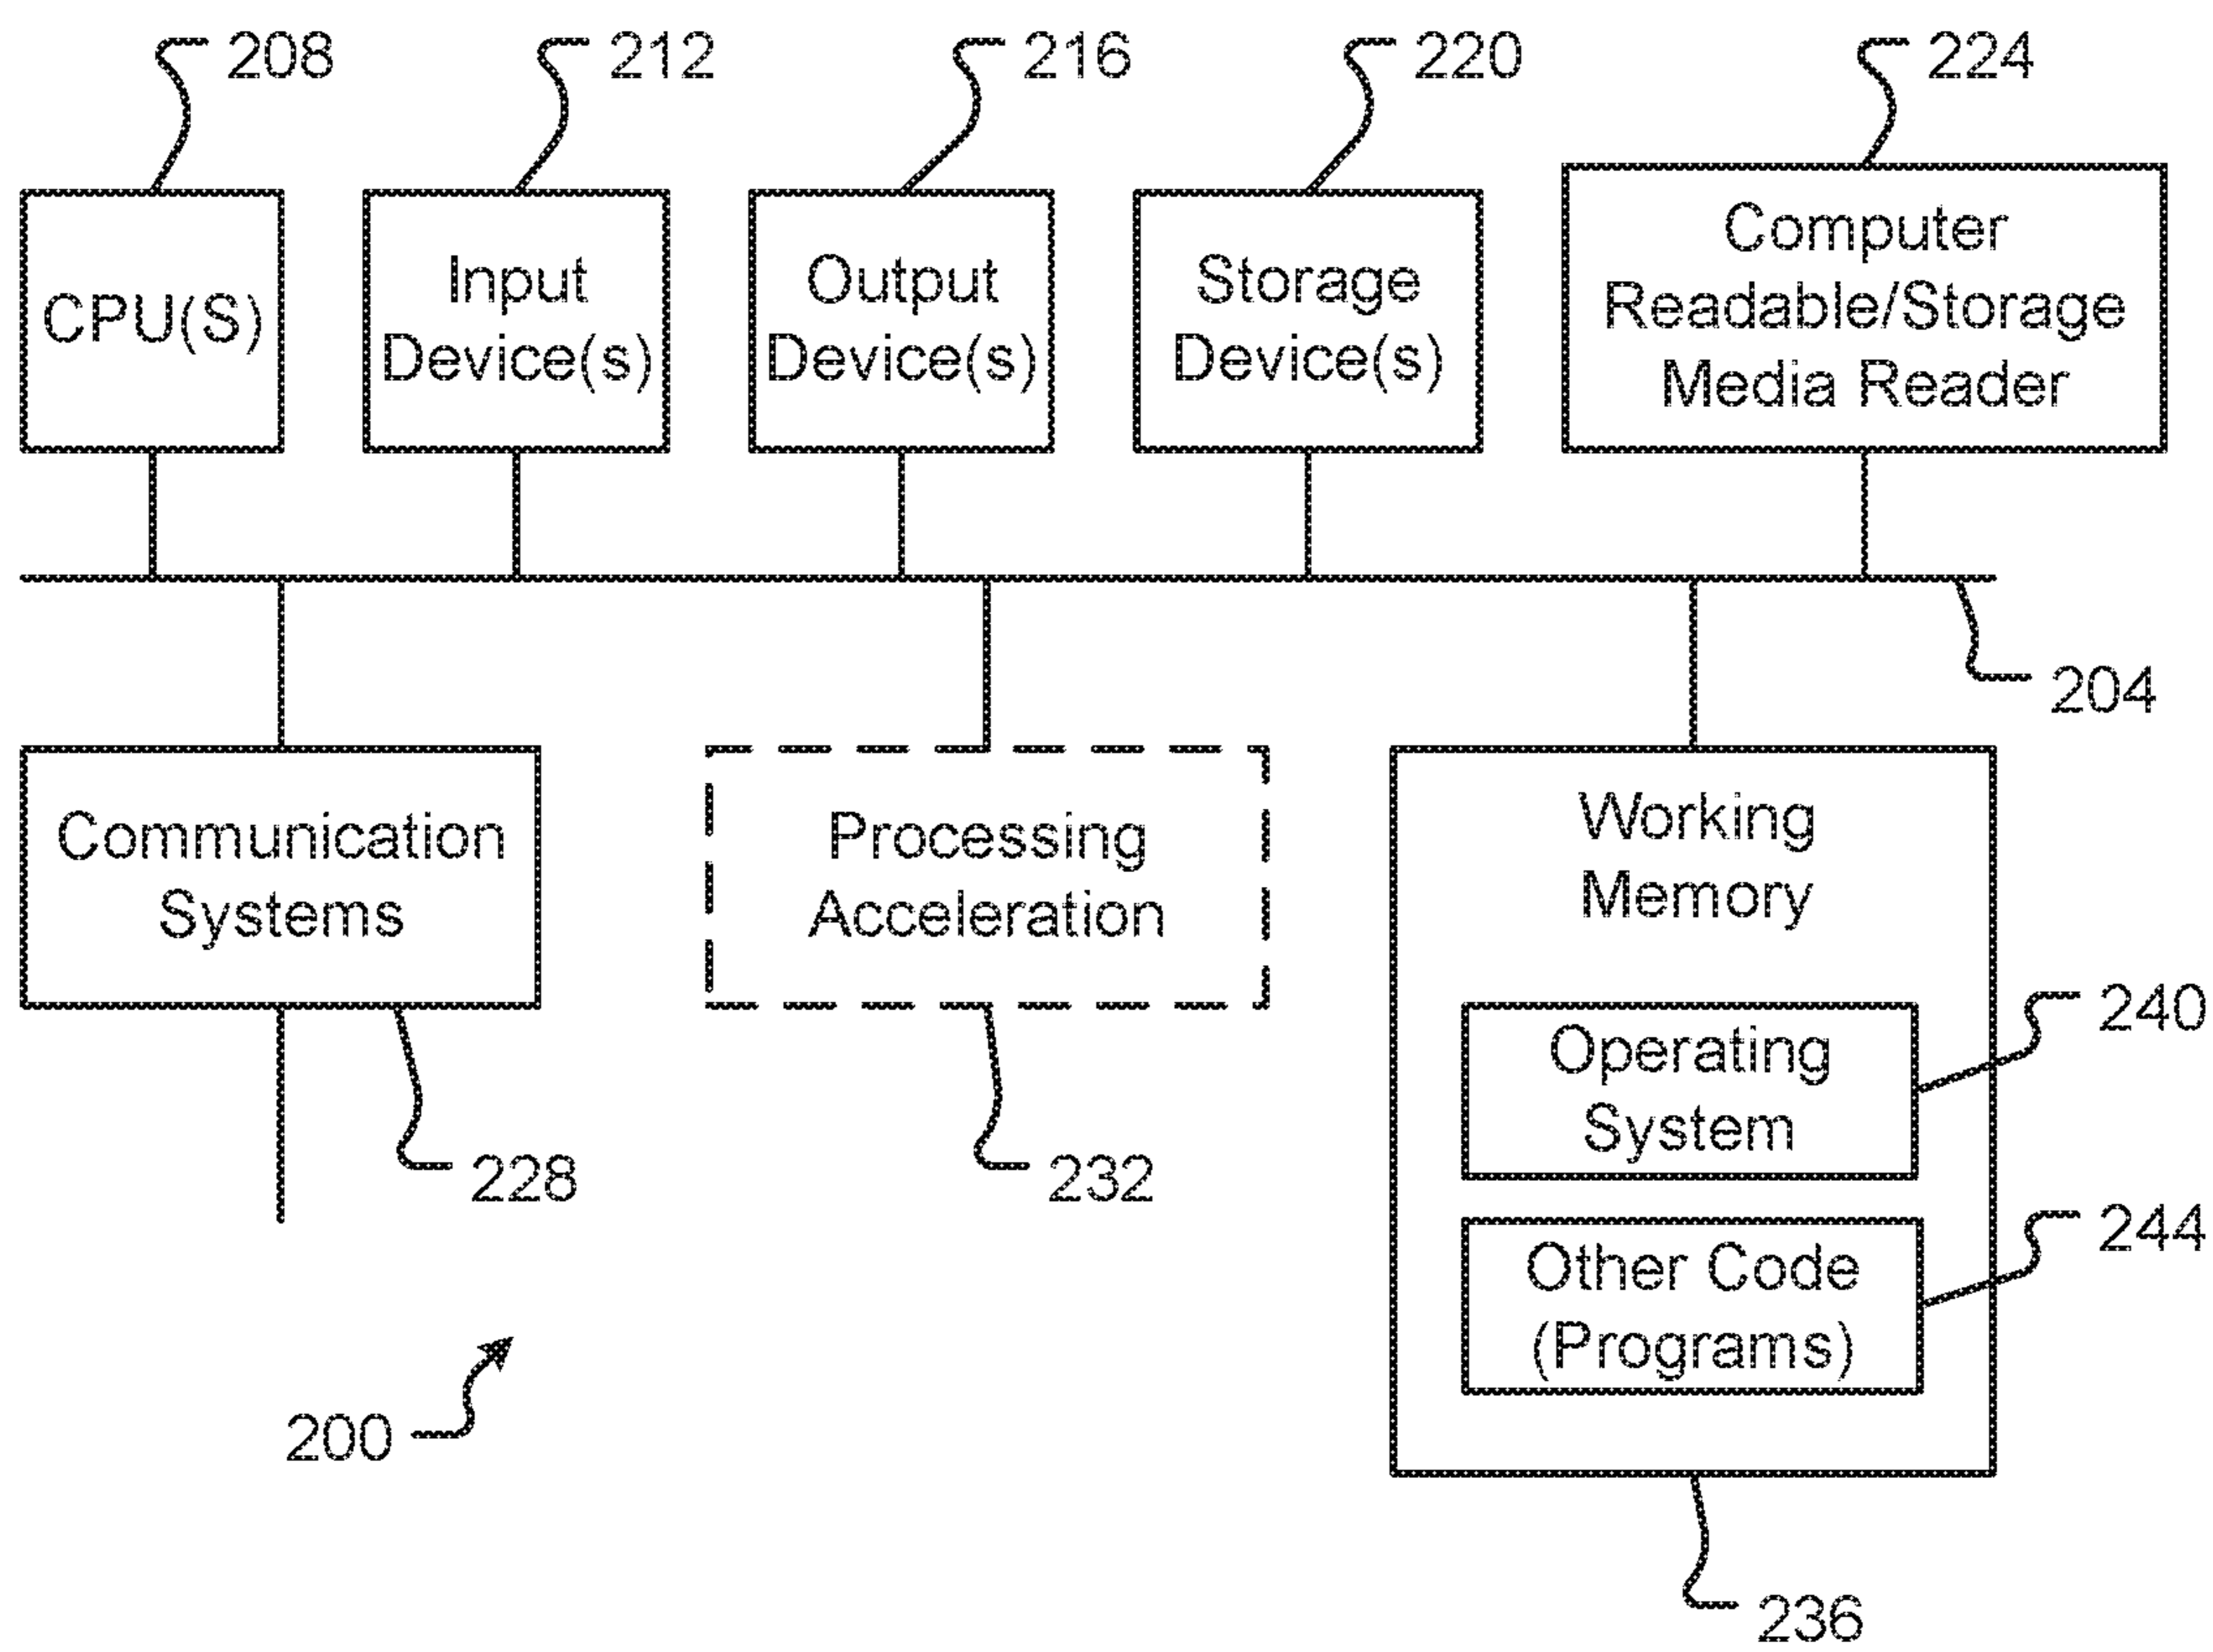 208
212
216
220
224
CPU(S)
Input
Device(s)
Output
Device(s)
Storage
Device(s)
Computer
Readable/Storage
Media Reader
204
Communication
Systems
Processing
Acceleration
Working
Memory
Operating
System
240
228
232
Other Code
(Programs)
244
200
236